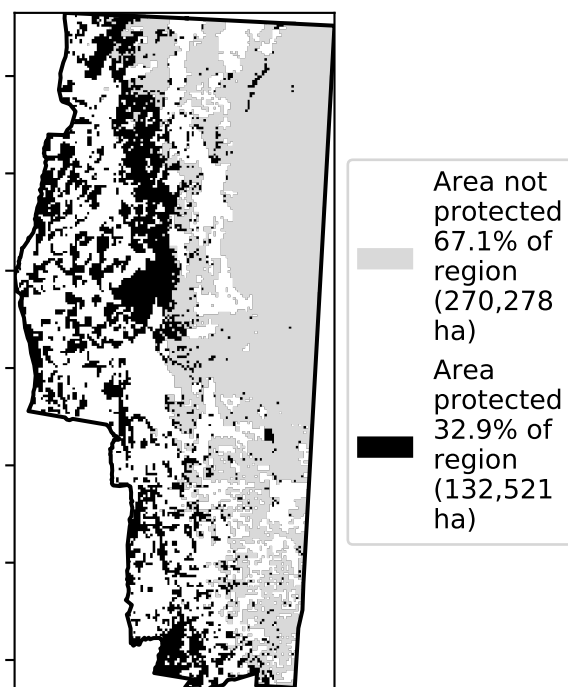 Area not
protected
67.1% of
region
(270,278
ha)
Area
protected
32.9% of
region
(132,521
ha)